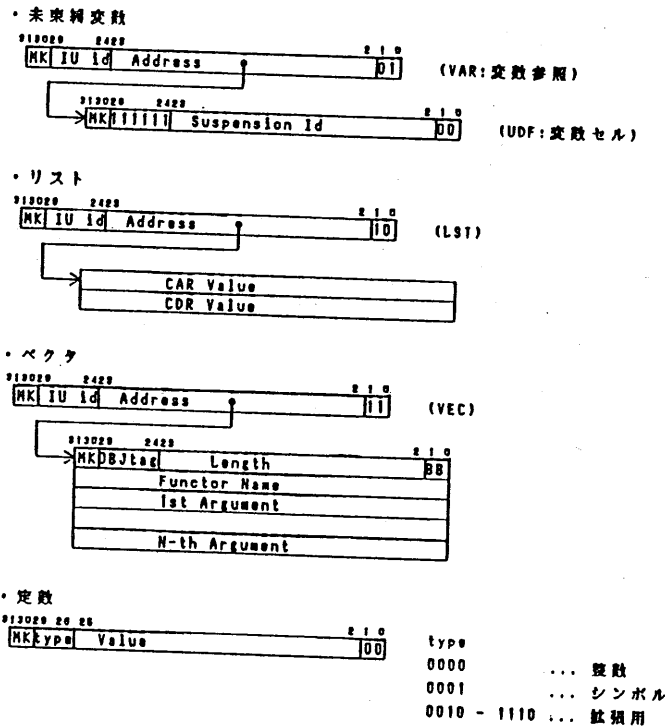 ・未束縛変数
313029 2423 2 1 0
MK IU id Address 01 (VAR:変数参照)
313029 2423 2 1 0
MK 111111 Suspension Id 00 (UDF:変数セル)
・リスト
313029 2423 2 1 0
MK IU id Address 10 (LST)
CAR Value
CDR Value
・ベクタ
313029 2423 2 1 0
MK IU id Address 11 (VEC)
313029 2423 2 1 0
MK OBJtag Length BB
Functor Name
1st Argument
N-th Argument
・定数
313029 26 25 2 1 0
MK type Value 00
type
0000 ... 整数
0001 ... シンボル
0010 - 1110 ... 拡張用